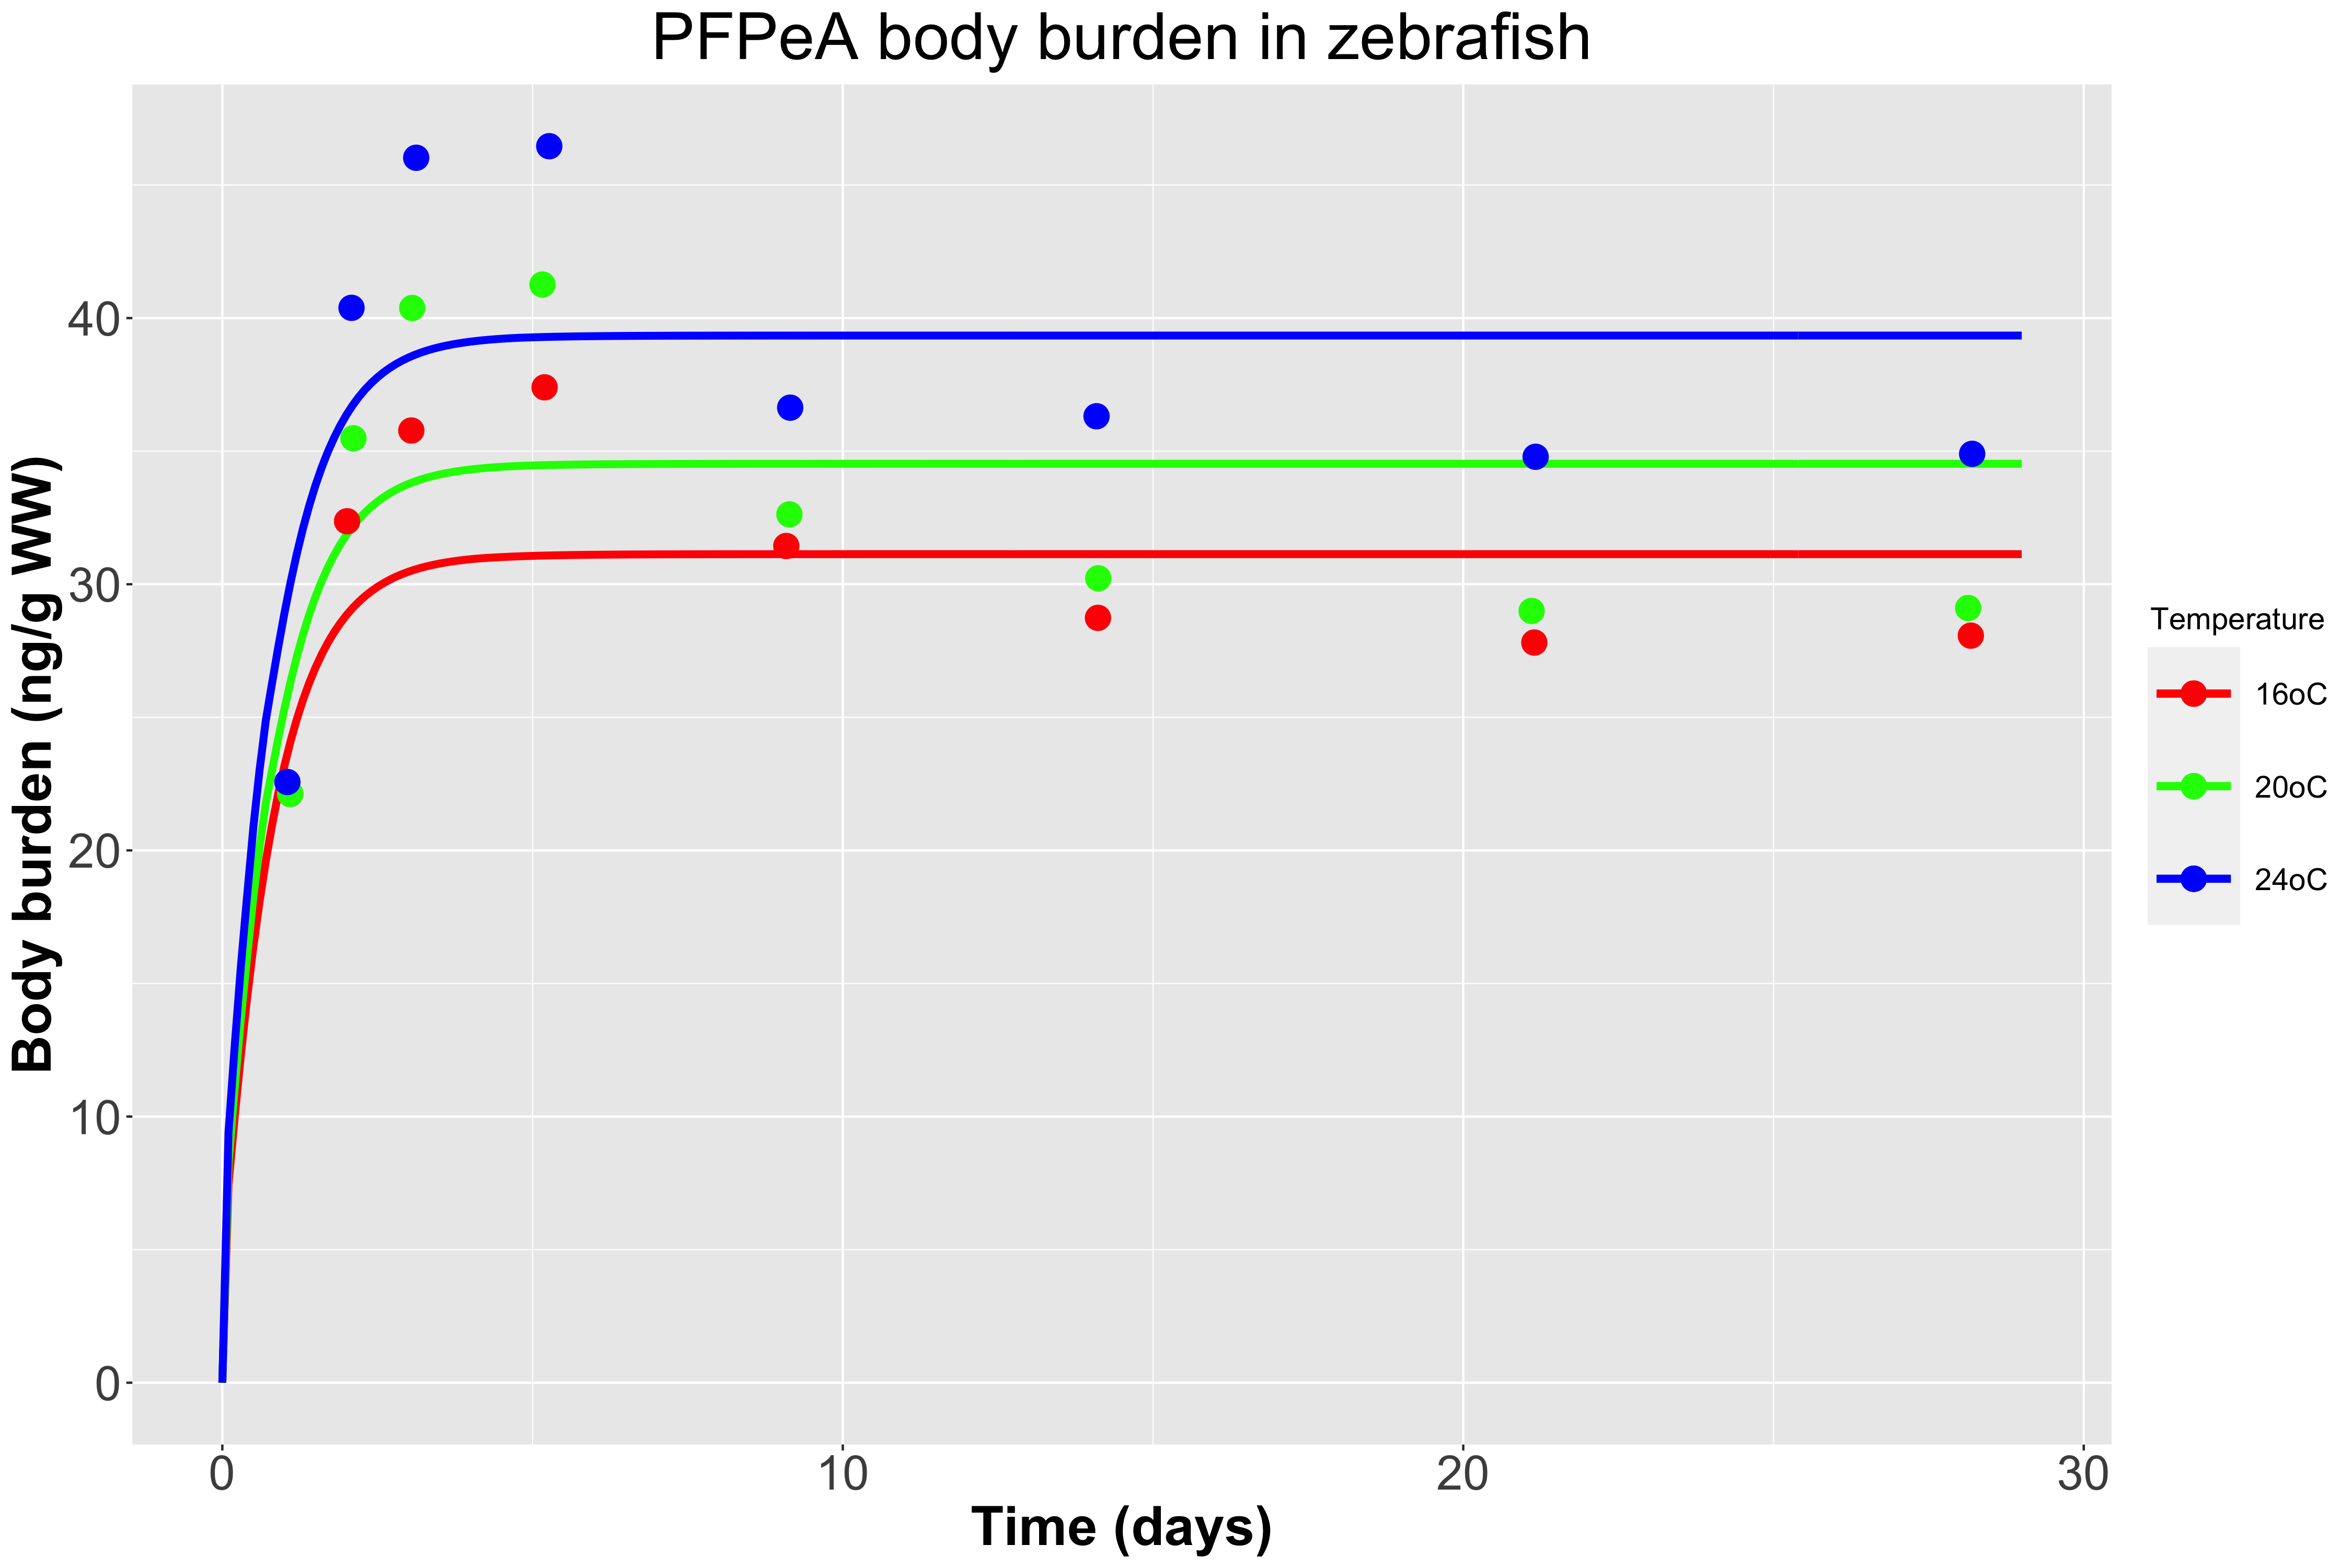 PFPeA body burden in zebrafish
Body burden (ng/g WW)
40
30
20
10
0
0
10
20
30
Time (days)
Temperature
16oC
20oC
24oC